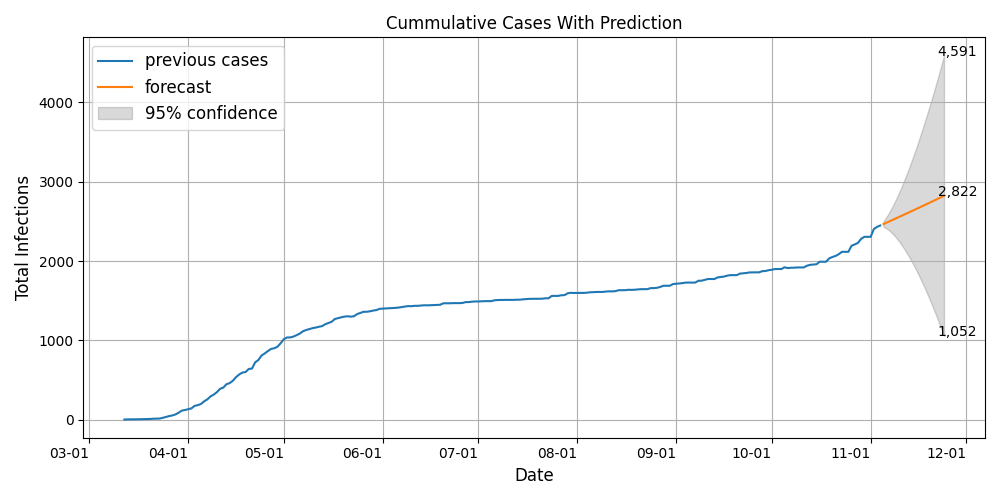 Cummulative Cases With Prediction
previous cases
forecast
95% confidence
4,591
2,822
1,052
Total Infections
4000
3000
2000
1000
0
03-01 04-01 05-01 06-01 07-01 08-01 09-01 10-01 11-01 12-01
Date